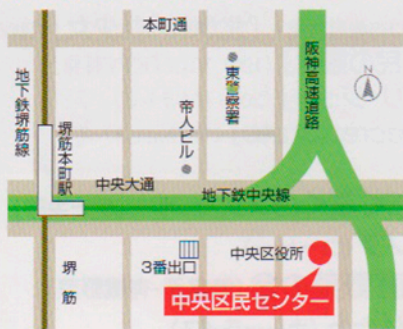 本町通
阪神高速道路
東警察署
地下鉄堺筋線
帝人ビル
N
堺筋本町駅
中央大通
地下鉄中央線
3番出口
中央区役所
堺筋
中央区民センター